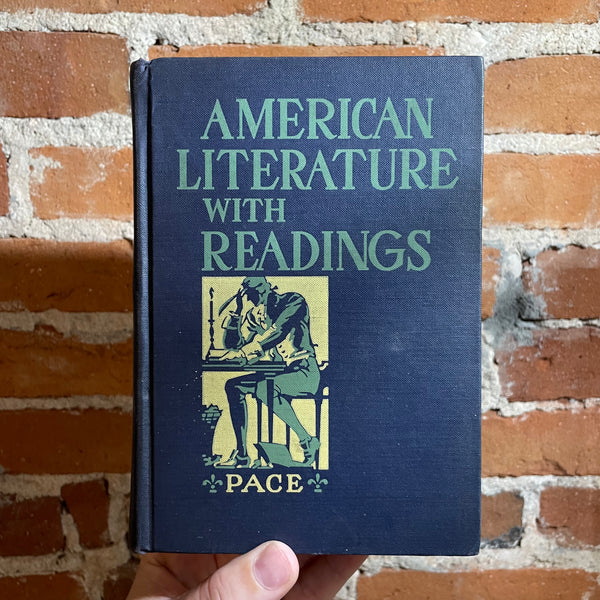 AMERICAN
LITERATURE
WITH
READINGS
PACE